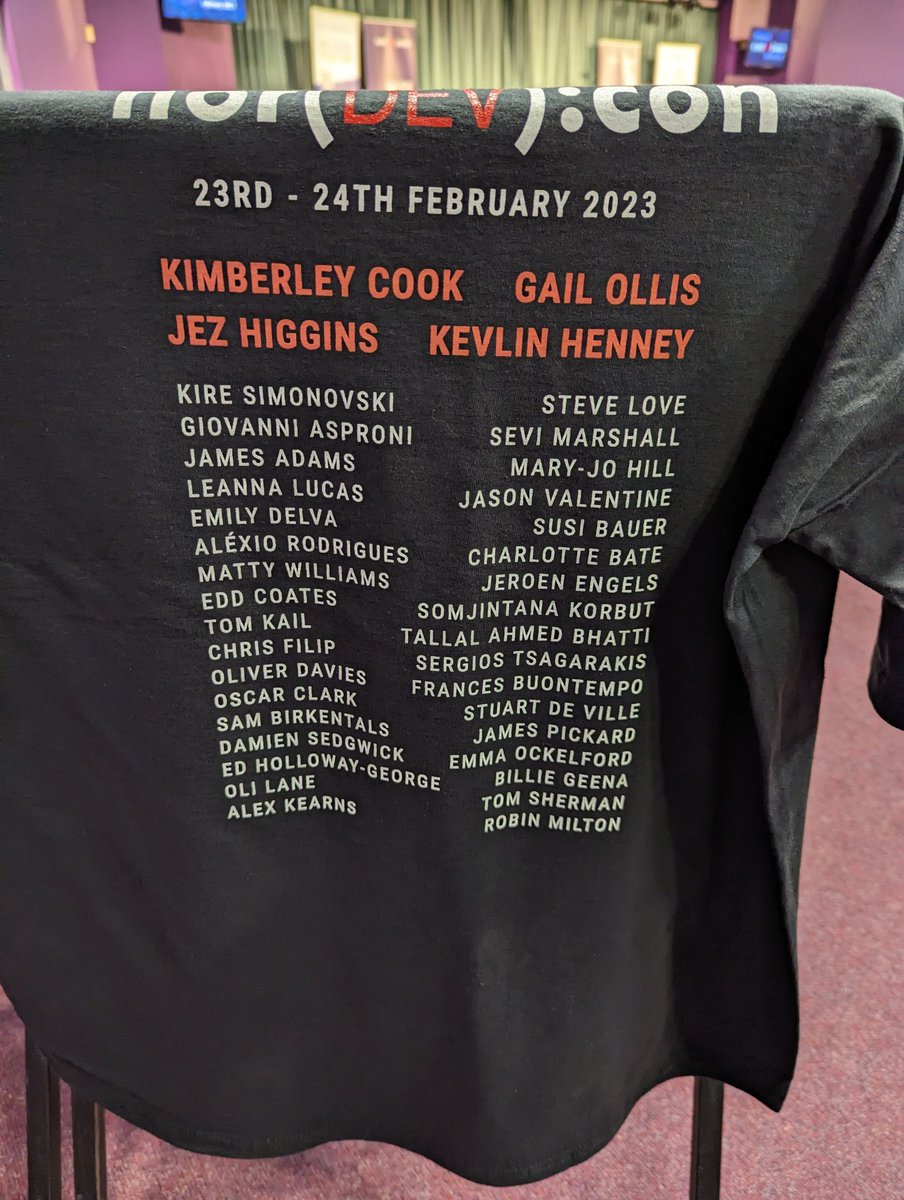 nor(DEV):con
23RD - 24TH FEBRUARY 2023
KIMBERLEY COOK GAIL OLLIS
JEZ HIGGINS KEVLIN HENNEY
KIRE SIMONOVSKI STEVE LOVE
GIOVANNI ASPRONI SEVI MARSHALL
JAMES ADAMS MARY-JO HILL
LEANNA LUCAS JASON VALENTINE
EMILY DELVA SUSI BAUER
ALÉXIO RODRIGUES CHARLOTTE BATE
MATTY WILLIAMS JEROEN ENGELS
EDD COATES SOMJINTANA KORBUT
TOM KAIL TALLAL AHMED BHATTI
CHRIS FILIP SERGIOS TSAGARAKIS
OLIVER DAVIES FRANCES BUONTEMPO
OSCAR CLARK STUART DE VILLE
SAM BIRKENTALS JAMES PICKARD
DAMIEN SEDGWICK EMMA OCKELFORD
ED HOLLOWAY-GEORGE BILLIE GEENA
OLI LANE TOM SHERMAN
ALEX KEARNS ROBIN MILTON